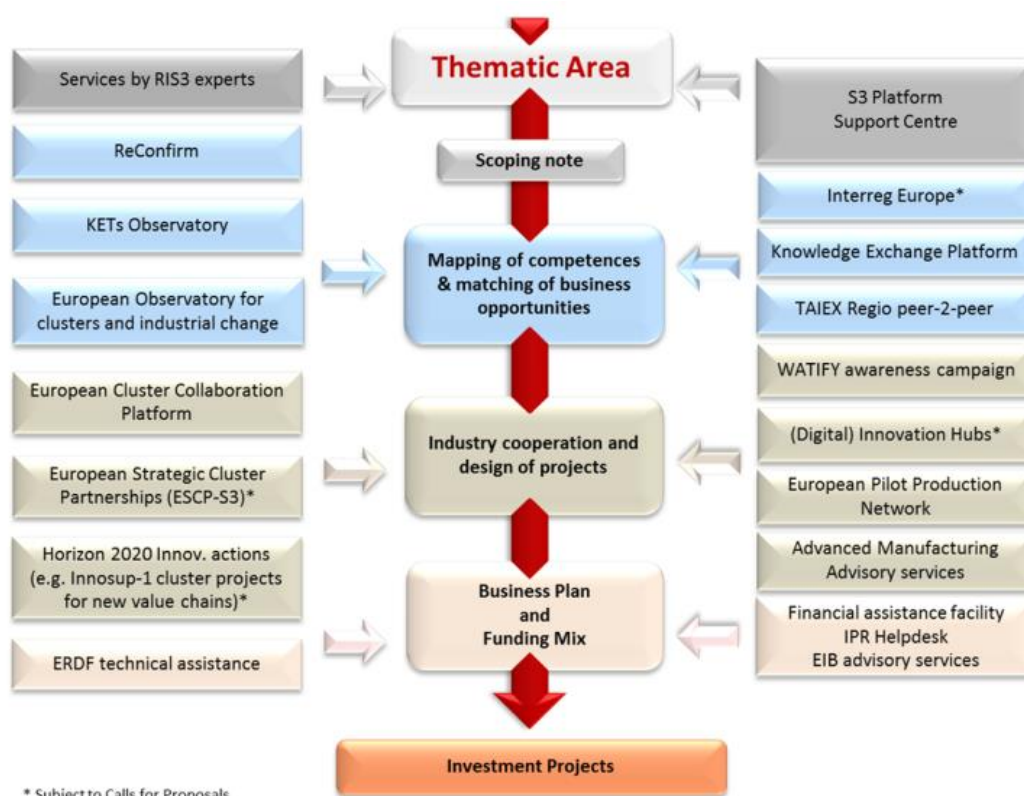 Services by RIS3 experts
ReConfirm
KETs Observatory
European Observatory for
clusters and industrial change
European Cluster Collaboration
Platform
European Strategic Cluster
Partnerships (ESCP-S3)*
Horizon 2020 Innov. actions
(e.g. Innosup-1 cluster projects
for new value chains)*
ERDF technical assistance
Thematic Area
Scoping note
Mapping of competences
& matching of business
opportunities
Industry cooperation and
design of projects
Business Plan
and
Funding Mix
Investment Projects
S3 Platform
Support Centre
Interreg Europe*
Knowledge Exchange Platform
TAIEX Regio peer-2-peer
WATIFY awareness campaign
(Digital) Innovation Hubs*
European Pilot Production
Network
Advanced Manufacturing
Advisory services
Financial assistance facility
IPR Helpdesk
EIB advisory services
* Subject to Calls for Proposals